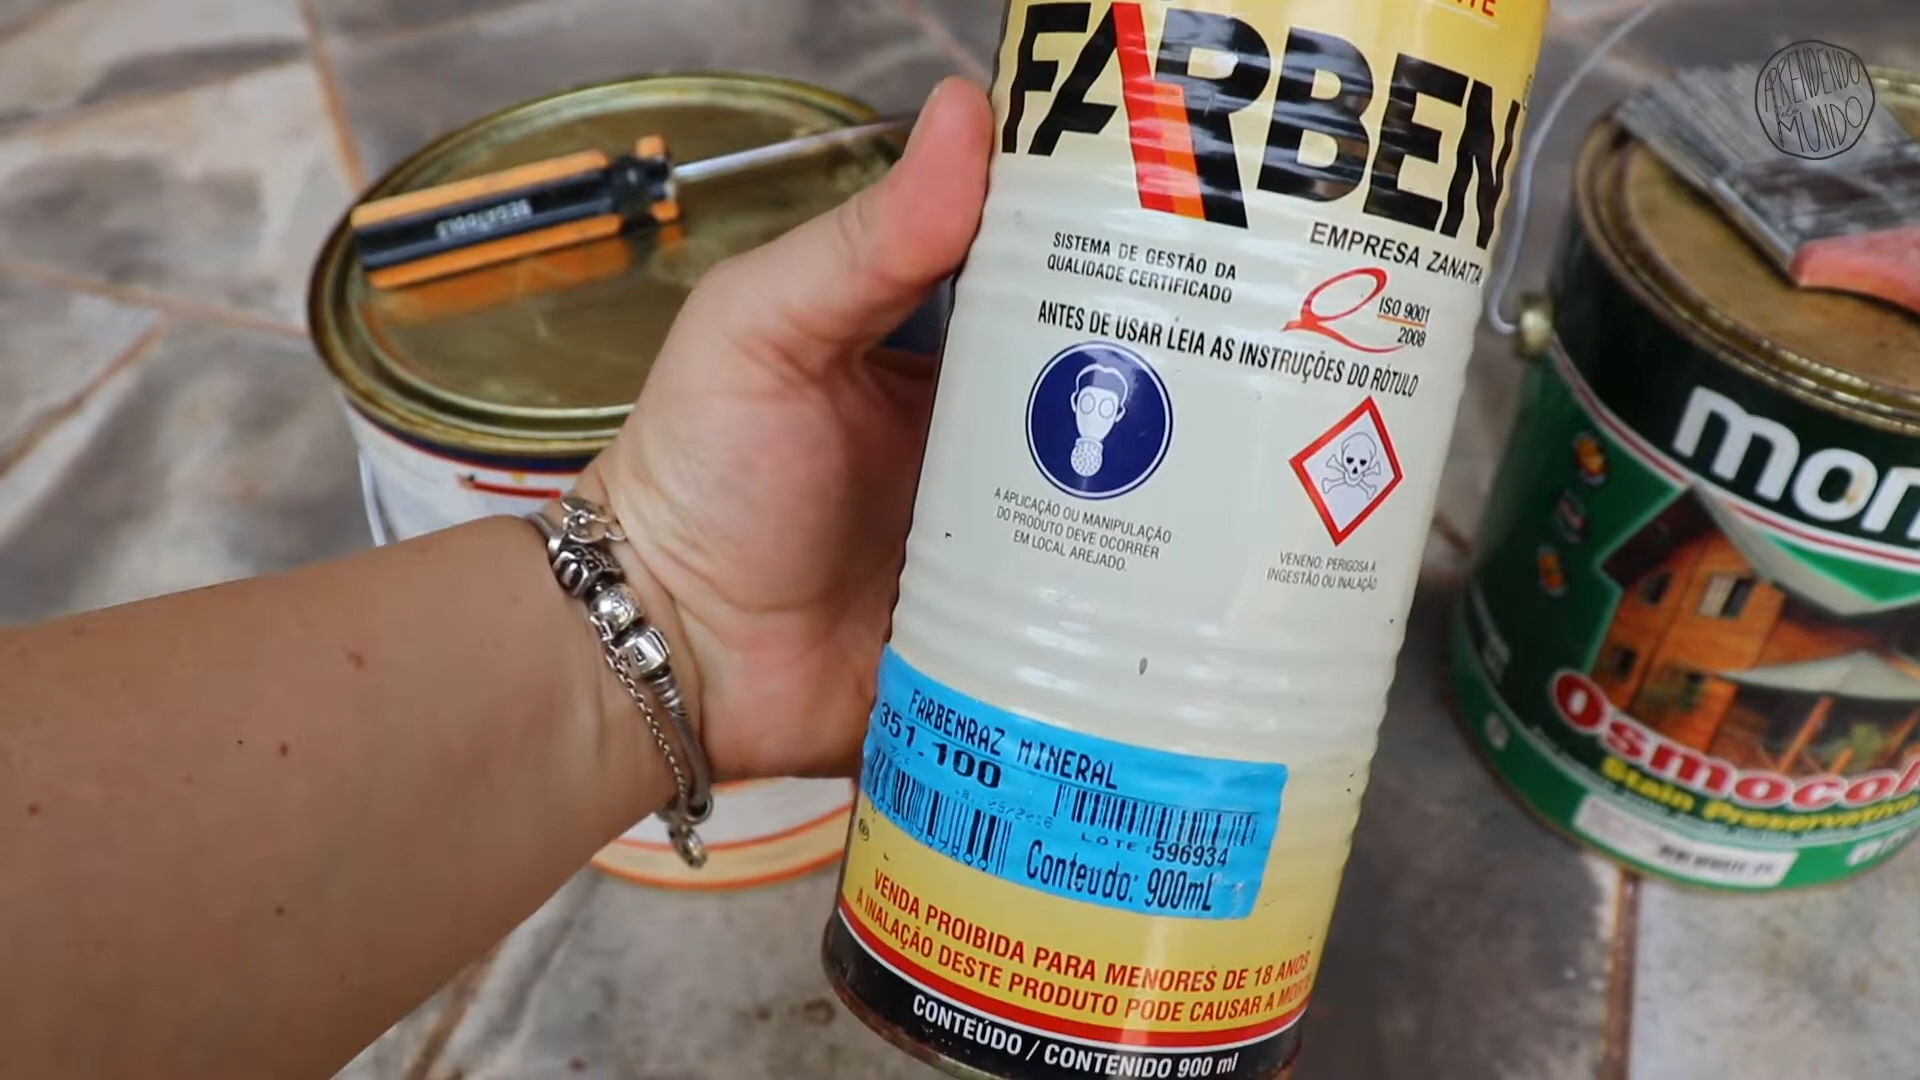 FARBEN
EMPRESA ZANATTA
SISTEMA DE GESTÃO DA
QUALIDADE CERTIFICADO
ISO 9001
2008
ANTES DE USAR LEIA AS INSTRUÇÕES DO RÓTULO
A APLICAÇÃO OU MANIPULAÇÃO
DO PRODUTO DEVE OCORRER
EM LOCAL AREJADO.
VENENO: PERIGOSA A
INGESTÃO OU INALAÇÃO
FARBENRAZ MINERAL
351-100
LOTE:596934
Conteudo: 900mL
VENDA PROIBIDA PARA MENORES DE 18 ANOS
A INALAÇÃO DESTE PRODUTO PODE CAUSAR A MORTE
CONTEÚDO / CONTENIDO 900 ml
APRENDENDO
MUNDO
mon
Osmocol
Stain Preservativo